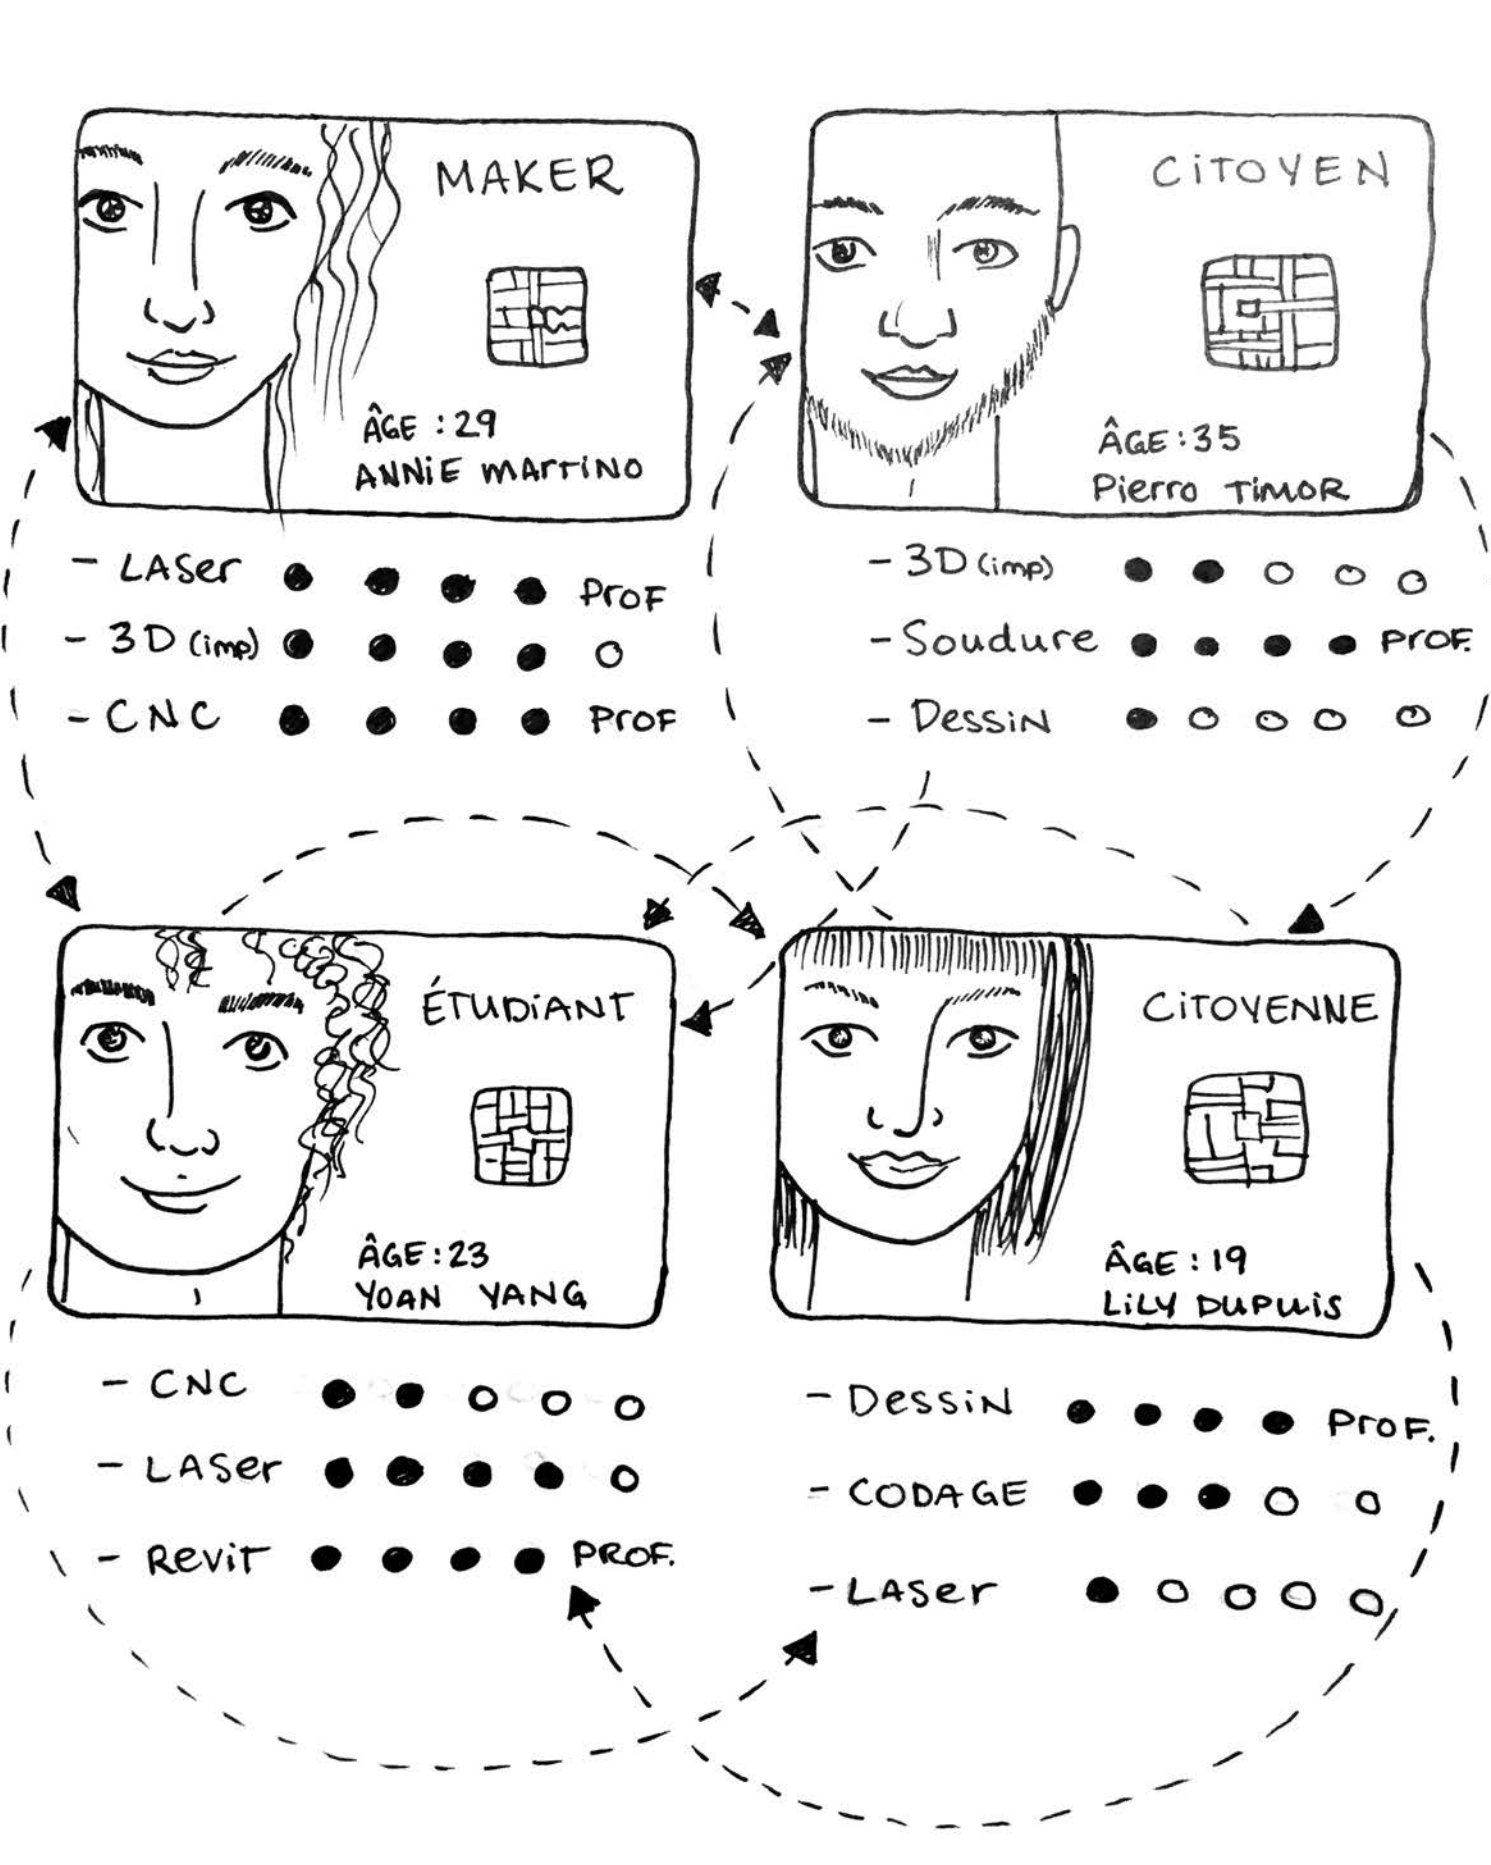 MAKER
ÂGE : 29
ANNiE MArTiNO
- LASer PrOF
- 3D (imp)
- CNC PrOF
CiTOYEN
ÂGE : 35
Pierro TiMOR
- 3D (imp)
- Soudure PrOF.
- DessiN
ÉTUDiANT
ÂGE : 23
YOAN YANG
- CNC
- LASer
- ReviT PROF.
CiTOYENNE
ÂGE : 19
LiLY DUPUiS
- DessiN PrOF.
- CODAGE
- LASer